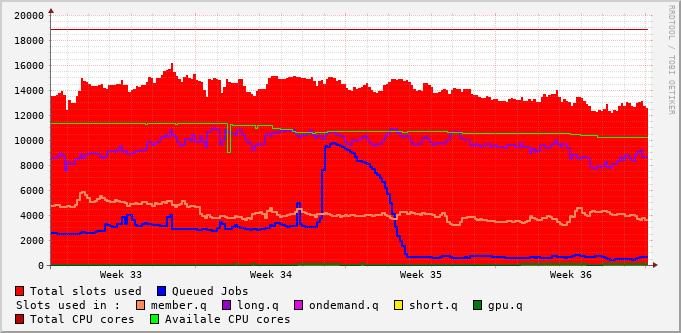 20000
18000
16000
14000
12000
10000
8000
6000
4000
2000
0
Week 33 Week 34 Week 35 Week 36
Total slots used Queued Jobs
Slots used in : member.q long.q ondemand.q short.q gpu.q
Total CPU cores Availale CPU cores
RRDTOOL / TOBI OETIKER